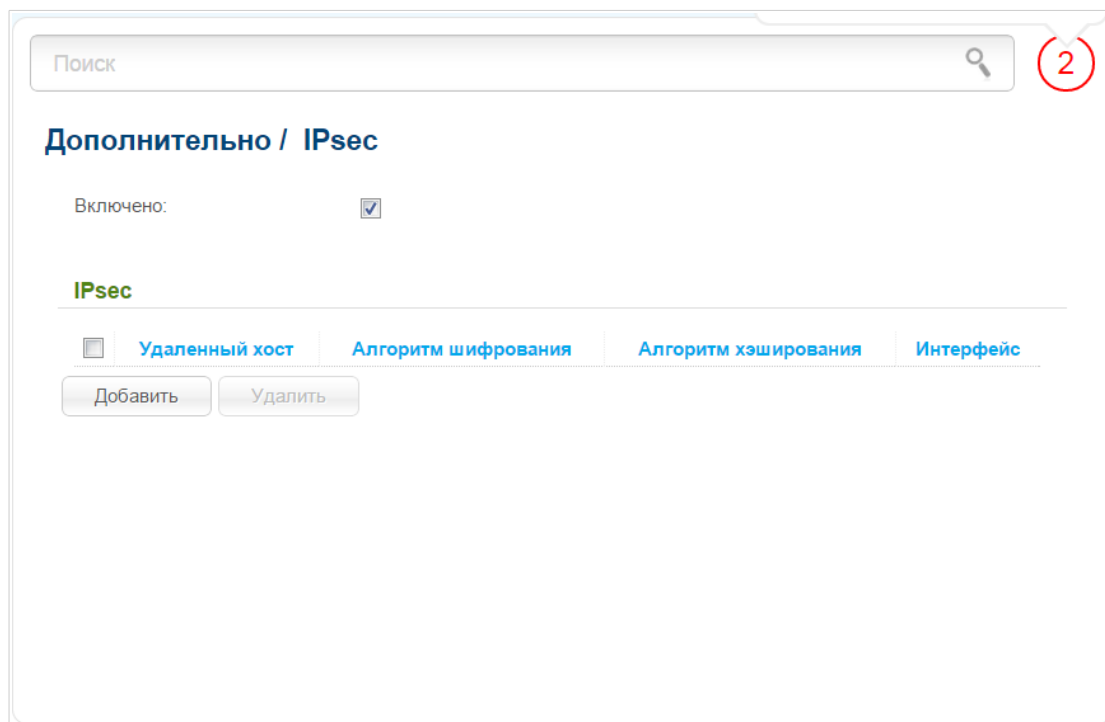 Поиск
2
Дополнительно / IPsec
Включено:
IPsec
Удаленный хост Алгоритм шифрования Алгоритм хэширования Интерфейс
Добавить Удалить